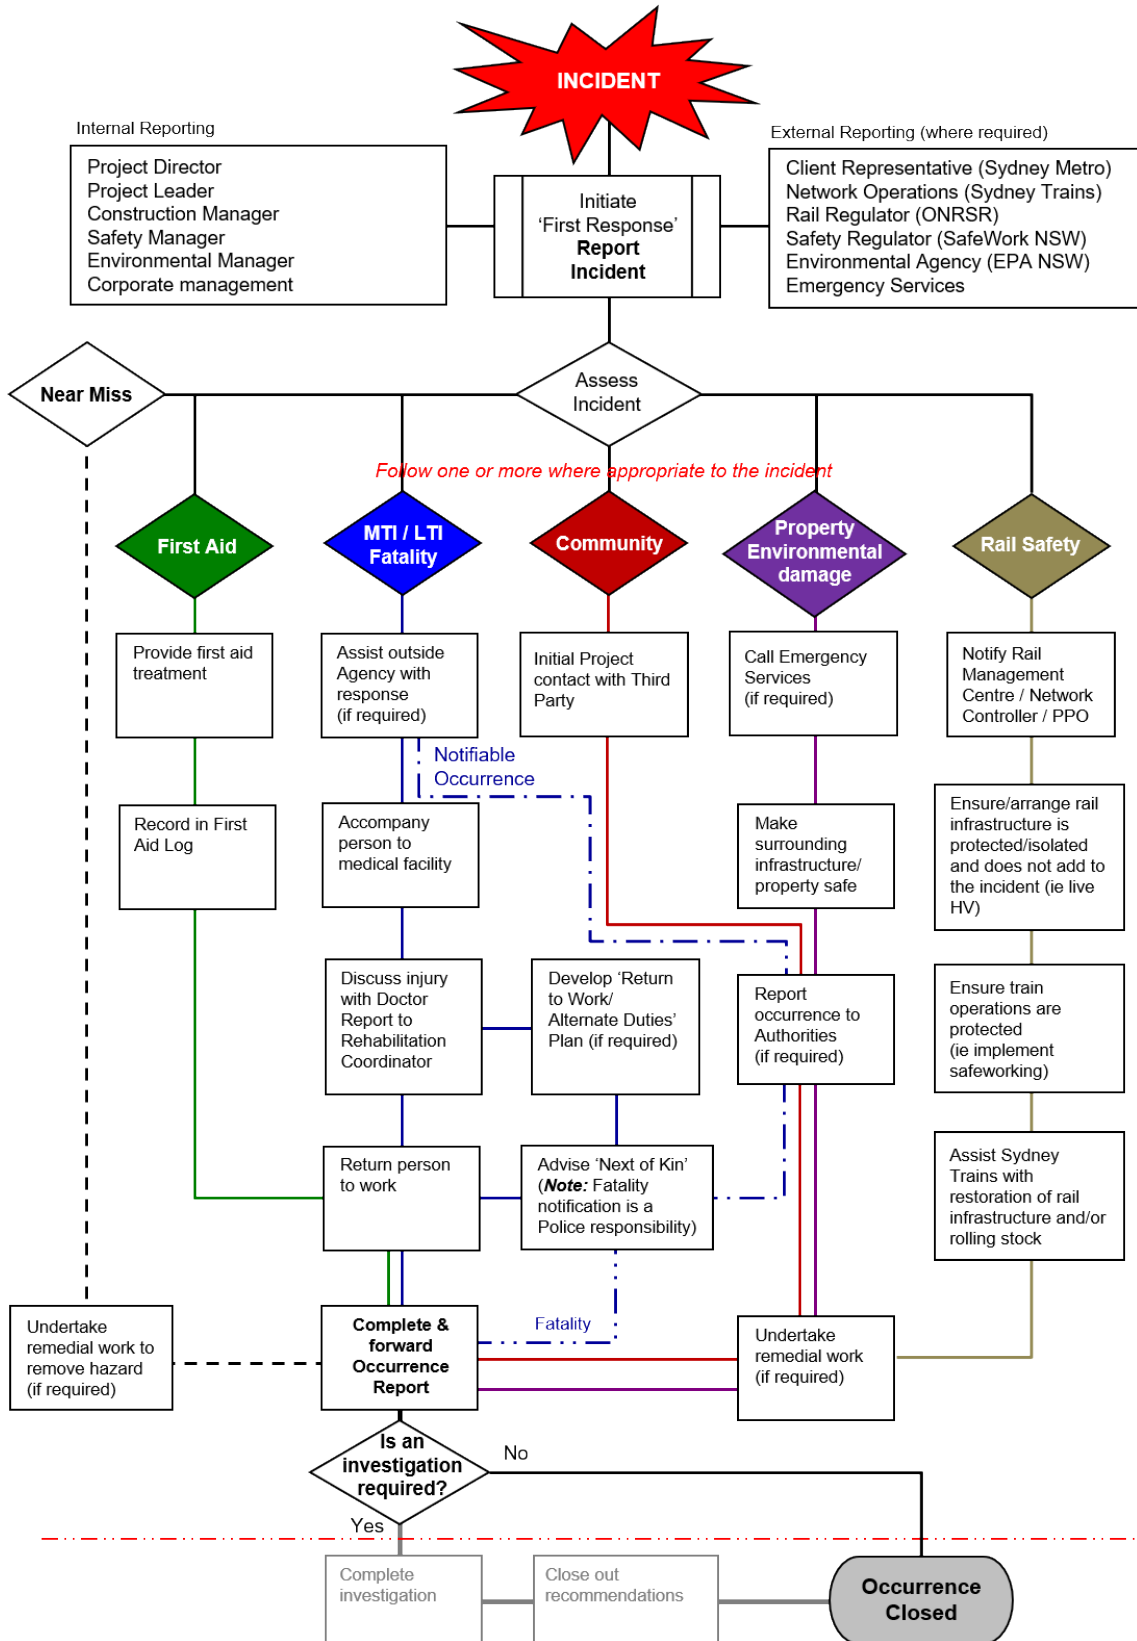 INCIDENT
Internal Reporting
Project Director
Project Leader
Construction Manager
Safety Manager
Environmental Manager
Corporate management
Initiate
‘First Response’
Report
Incident
External Reporting (where required)
Client Representative (Sydney Metro)
Network Operations (Sydney Trains)
Rail Regulator (ONRSR)
Safety Regulator (SafeWork NSW)
Environmental Agency (EPA NSW)
Emergency Services
Near Miss
Assess
Incident
Follow one or more where appropriate to the incident
First Aid
MTI / LTI
Fatality
Community
Property
Environmental
damage
Rail Safety
Provide first aid
treatment
Assist outside
Agency with
response
(if required)
Initial Project
contact with Third
Party
Call Emergency
Services
(if required)
Notify Rail
Management
Centre / Network
Controller / PPO
Notifiable
Occurrence
Record in First
Aid Log
Accompany
person to
medical facility
Make
surrounding
infrastructure/
property safe
Ensure/arrange rail
infrastructure is
protected/isolated
and does not add to
the incident (ie live
HV)
Discuss injury
with Doctor
Report to
Rehabilitation
Coordinator
Develop ‘Return
to Work/
Alternate Duties’
Plan (if required)
Report
occurrence to
Authorities
(if required)
Ensure train
operations are
protected
(ie implement
safeworking)
Return person
to work
Advise ‘Next of Kin’
(Note: Fatality
notification is a
Police responsibility)
Assist Sydney
Trains with
restoration of rail
infrastructure and/or
rolling stock
Undertake
remedial work to
remove hazard
(if required)
Complete &
forward
Occurrence
Report
Fatality
Undertake
remedial work
(if required)
Is an
investigation
required?
No
Yes
Complete
investigation
Close out
recommendations
Occurrence
Closed